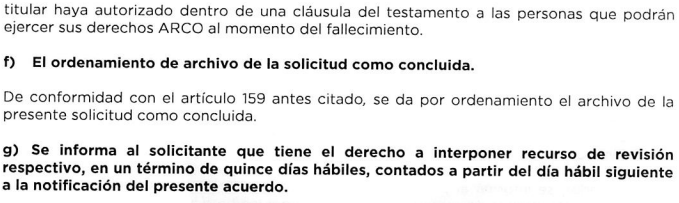 titular haya autorizado dentro de una cláusula del testamento a las personas que podrán
ejercer sus derechos ARCO al momento del fallecimiento.
f) El ordenamiento de archivo de la solicitud como concluida.
De conformidad con el artículo 159 antes citado, se da por ordenamiento el archivo de la
presente solicitud como concluida.
g) Se informa al solicitante que tiene el derecho a interponer recurso de revisión
respectivo, en un término de quince días hábiles, contados a partir del día hábil siguiente
a la notificación del presente acuerdo.